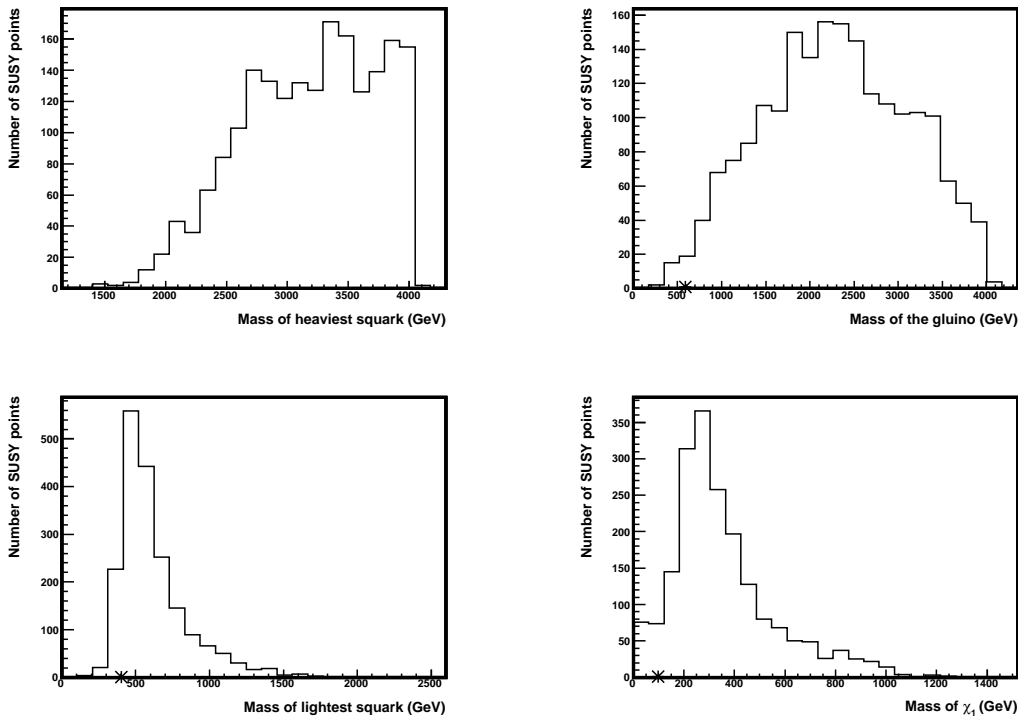 Number of SUSY points
160
140
120
100
80
60
40
20
0
1500 2000 2500 3000 3500 4000
Mass of heaviest squark (GeV)
Number of SUSY points
160
140
120
100
80
60
40
20
0
0 500 1000 1500 2000 2500 3000 3500 4000
Mass of the gluino (GeV)
Number of SUSY points
500
400
300
200
100
0
0 500 1000 1500 2000 2500
Mass of lightest squark (GeV)
Number of SUSY points
350
300
250
200
150
100
50
0
0 200 400 600 800 1000 1200 1400
Mass of χ₁ (GeV)